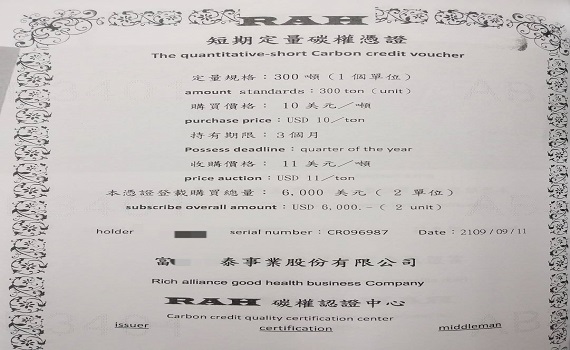 RAH
短期定量碳權憑證
The quantitative-short Carbon credit voucher
定量規格：300 噸（1 個單位）
amount standards：300 ton（unit）
購買價格： 10 美元／噸
purchase price：USD 10/ton
持有期限：3 個月
Possess deadline：quarter of the year
收購價格： 11 美元／噸
price auction：USD 11/ton
本憑證登載購買總量： 6,000 美元（ 2 單位）
subscribe overall amount：USD 6,000.-（ 2 unit）
holder serial number：CR096987 Date：2109/09/11
富 泰事業股份有限公司
Rich alliance good health business Company
RAH 碳權認證中心
Carbon credit quality certification center
issuer certification middleman